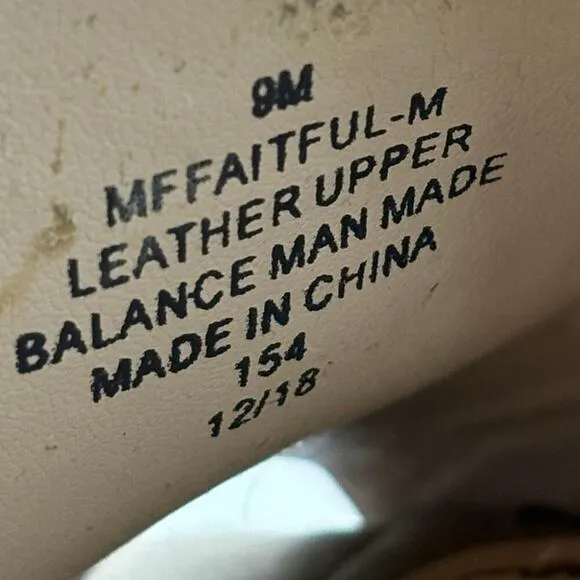 9M
MFFAITFUL-M
LEATHER UPPER
BALANCE MAN MADE
MADE IN CHINA
154
12/18